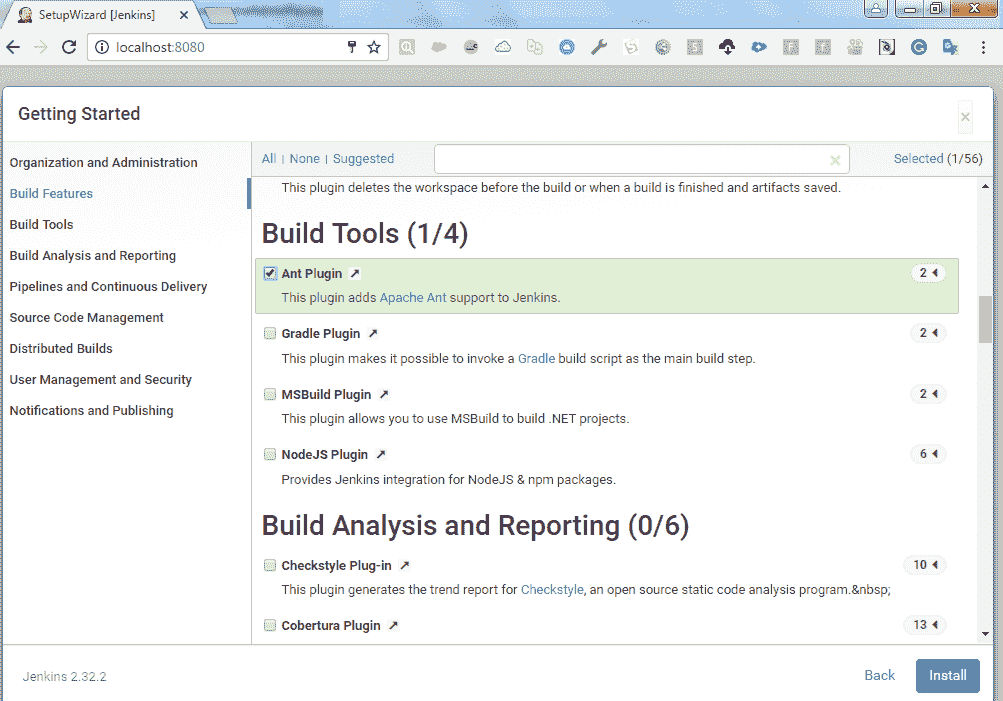 SetupWizard [Jenkins]
localhost:8080
Getting Started
Organization and Administration
Build Features
Build Tools
Build Analysis and Reporting
Pipelines and Continuous Delivery
Source Code Management
Distributed Builds
User Management and Security
Notifications and Publishing
All | None | Suggested
Selected (1/56)
This plugin deletes the workspace before the build or when a build is finished and artifacts saved.
Build Tools (1/4)
Ant Plugin 2
This plugin adds Apache Ant support to Jenkins.
Gradle Plugin 2
This plugin makes it possible to invoke a Gradle build script as the main build step.
MSBuild Plugin 2
This plugin allows you to use MSBuild to build .NET projects.
NodeJS Plugin 6
Provides Jenkins integration for NodeJS & npm packages.
Build Analysis and Reporting (0/6)
Checkstyle Plug-in 10
This plugin generates the trend report for Checkstyle, an open source static code analysis program.&nbsp;
Cobertura Plugin 13
Jenkins 2.32.2
Back
Install